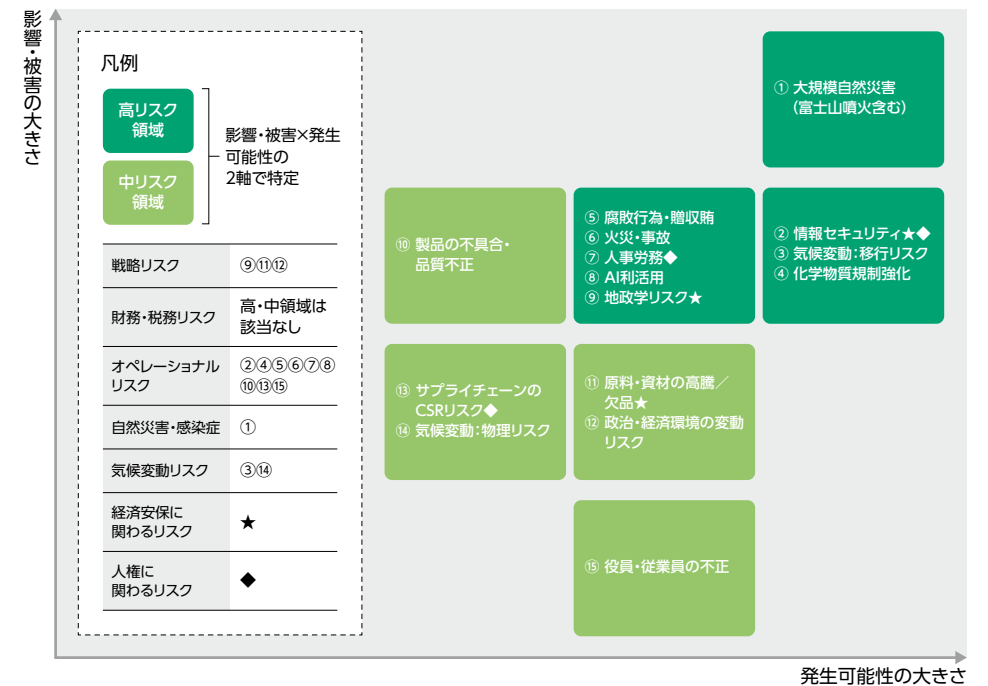 影響・被害の大きさ
凡例
高リスク
領域
中リスク
領域
影響・被害×発生
可能性の
2軸で特定
戦略リスク
⑨⑪⑫
財務・税務リスク
高・中領域は
該当なし
オペレーショナル
リスク
②④⑤⑥⑦⑧
⑩⑬⑮
自然災害・感染症
①
気候変動リスク
③⑭
経済安保に
関わるリスク
★
人権に
関わるリスク
◆
① 大規模自然災害
(富士山噴火含む)
⑩ 製品の不具合・
品質不正
⑤ 腐敗行為・贈収賄
⑥ 火災・事故
⑦ 人事労務◆
⑧ AI利活用
⑨ 地政学リスク★
② 情報セキュリティ★◆
③ 気候変動:移行リスク
④ 化学物質規制強化
⑬ サプライチェーンの
CSRリスク◆
⑭ 気候変動:物理リスク
⑪ 原料・資材の高騰／
欠品★
⑫ 政治・経済環境の変動
リスク
⑮ 役員・従業員の不正
発生可能性の大きさ